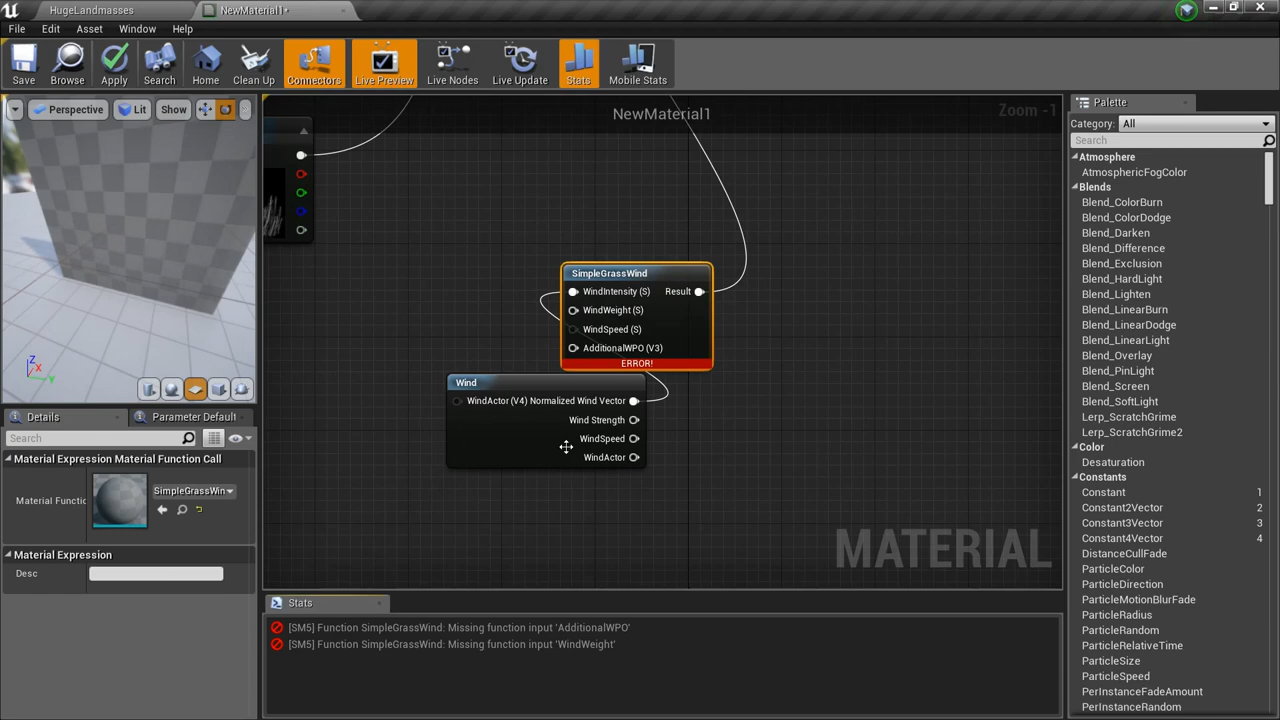 HugeLandmasses
NewMaterial1•
File Edit Asset Window Help
Save Browse Apply Search Home Clean Up Connectors Live Preview Live Nodes Live Update Stats Mobile Stats
Perspective Lit Show
NewMaterial1
Zoom -1
Palette
Category: All
Search
Atmosphere
AtmosphericFogColor
Blends
Blend_ColorBurn
Blend_ColorDodge
Blend_Darken
Blend_Difference
Blend_Exclusion
Blend_HardLight
Blend_Lighten
Blend_LinearBurn
Blend_LinearDodge
Blend_LinearLight
Blend_Overlay
Blend_PinLight
Blend_Screen
Blend_SoftLight
Lerp_ScratchGrime
Lerp_ScratchGrime2
Color
Desaturation
Constants
Constant 1
Constant2Vector 2
Constant3Vector 3
Constant4Vector 4
DistanceCullFade
ParticleColor
ParticleDirection
ParticleMotionBlurFade
ParticleRadius
ParticleRandom
ParticleRelativeTime
ParticleSize
ParticleSpeed
PerInstanceFadeAmount
PerInstanceRandom
SimpleGrassWind
WindIntensity (S) Result
WindWeight (S)
WindSpeed (S)
AdditionalWPO (V3)
ERROR!
Wind
WindActor (V4) Normalized Wind Vector
Wind Strength
WindSpeed
WindActor
MATERIAL
Z
X
Y
Details Parameter Default
Search
Material Expression Material Function Call
Material Functic SimpleGrassWin
Material Expression
Desc
Stats
[SM5] Function SimpleGrassWind: Missing function input 'AdditionalWPO'
[SM5] Function SimpleGrassWind: Missing function input 'WindWeight'